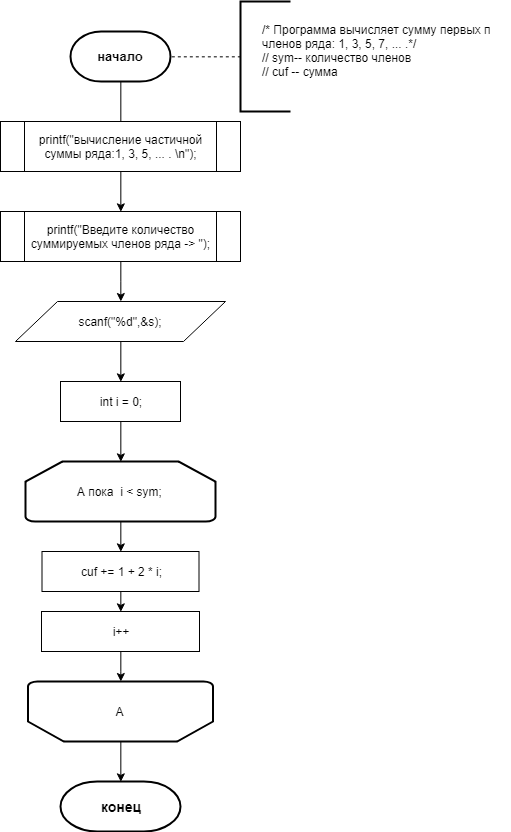 начало
/* Программа вычисляет сумму первых n
членов ряда: 1, 3, 5, 7, ... .*/
// sym-- количество членов
// cuf -- сумма
printf("вычисление частичной
суммы ряда:1, 3, 5, ... . \n");
printf("Введите количество
суммируемых членов ряда -> ");
scanf("%d",&s);
int i = 0;
А пока  i < sym;
cuf += 1 + 2 * i;
i++
А
конец